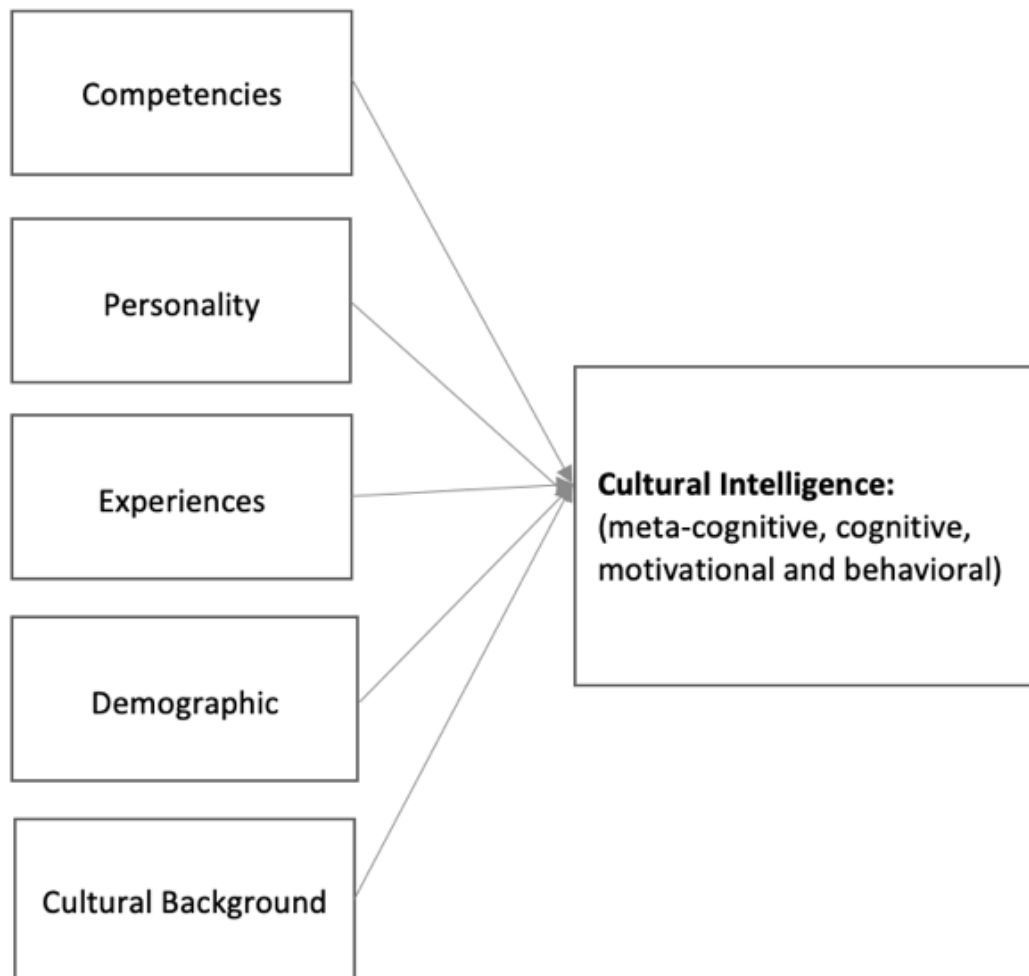 Competencies
Personality
Experiences
Demographic
Cultural Background
Cultural Intelligence:
(meta-cognitive, cognitive,
motivational and behavioral)